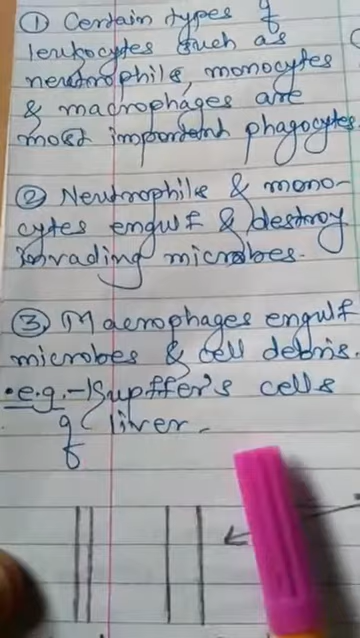 ① Certain types of
leukocytes such as
neutrophils, monocytes
& macrophages are
most important phagocytes
② Neutrophils & mono-
cytes engulf & destroy
invading microbes.
③ Macrophages engulf
microbes & cell debris.
e.g.- Kupffer's cells
of liver.